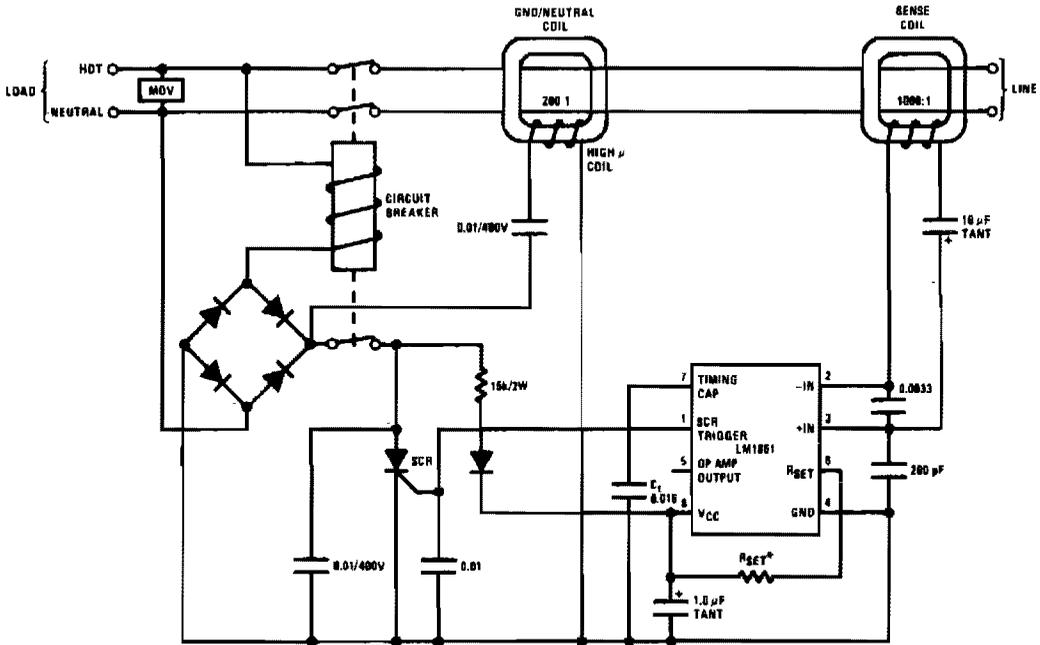 GND/NEUTRAL
COIL
SENSE
COIL
LOAD
HOT
NEUTRAL
MOV
200:1
1000:1
LINE
HIGH μ
COIL
CIRCUIT
BREAKER
0.01/400V
10 μF
TANT
+
15k/2W
7
TIMING
CAP
1
SCR
TRIGGER
LM1851
5
OP AMP
OUTPUT
8
VCC
–IN
2
+IN
3
RSET
6
GND
4
0.0033
200 pF
SCR
Ct
0.01/400V
0.01
RSET*
+
1.0 μF
TANT